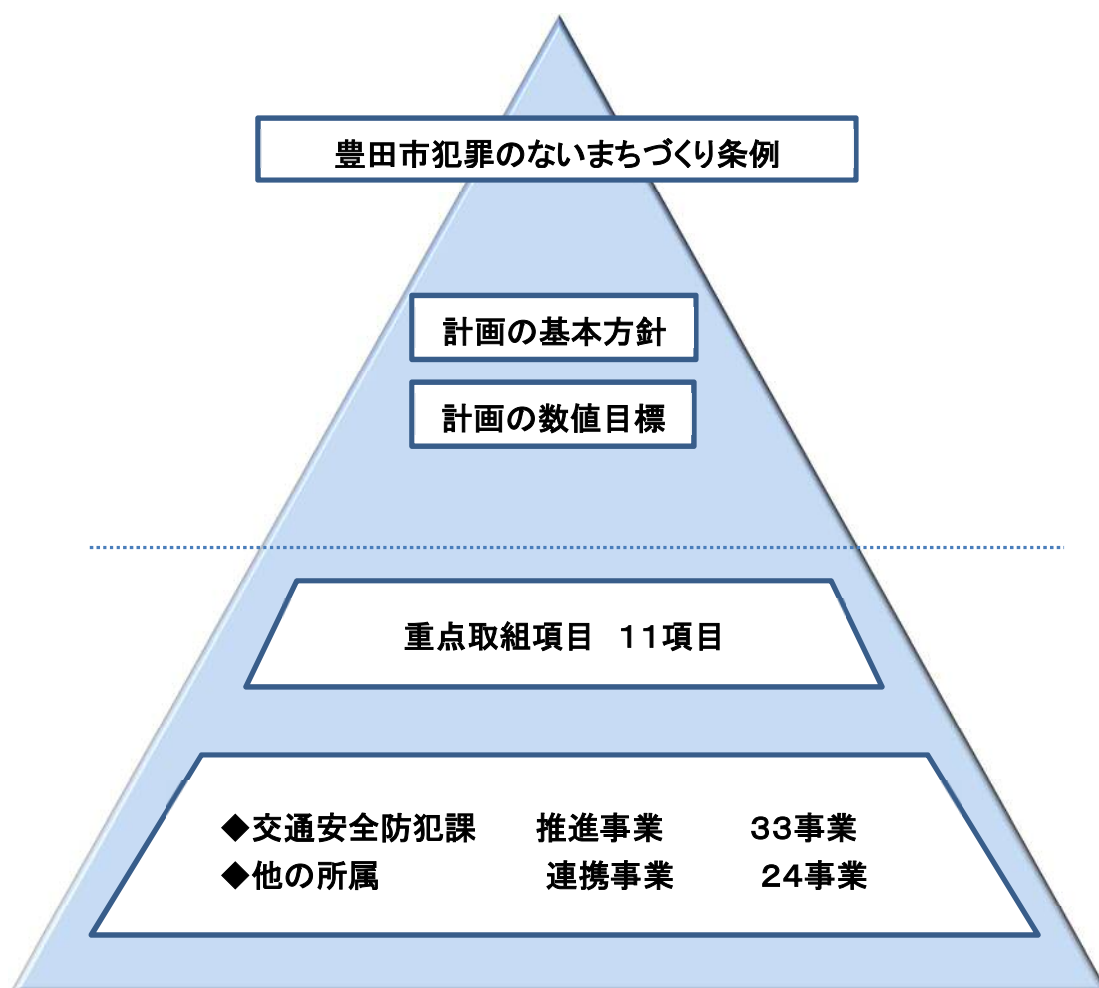 豊田市犯罪のないまちづくり条例
計画の基本方針
計画の数値目標
重点取組項目　11項目
◆交通安全防犯課　推進事業　33事業
◆他の所属　連携事業　24事業